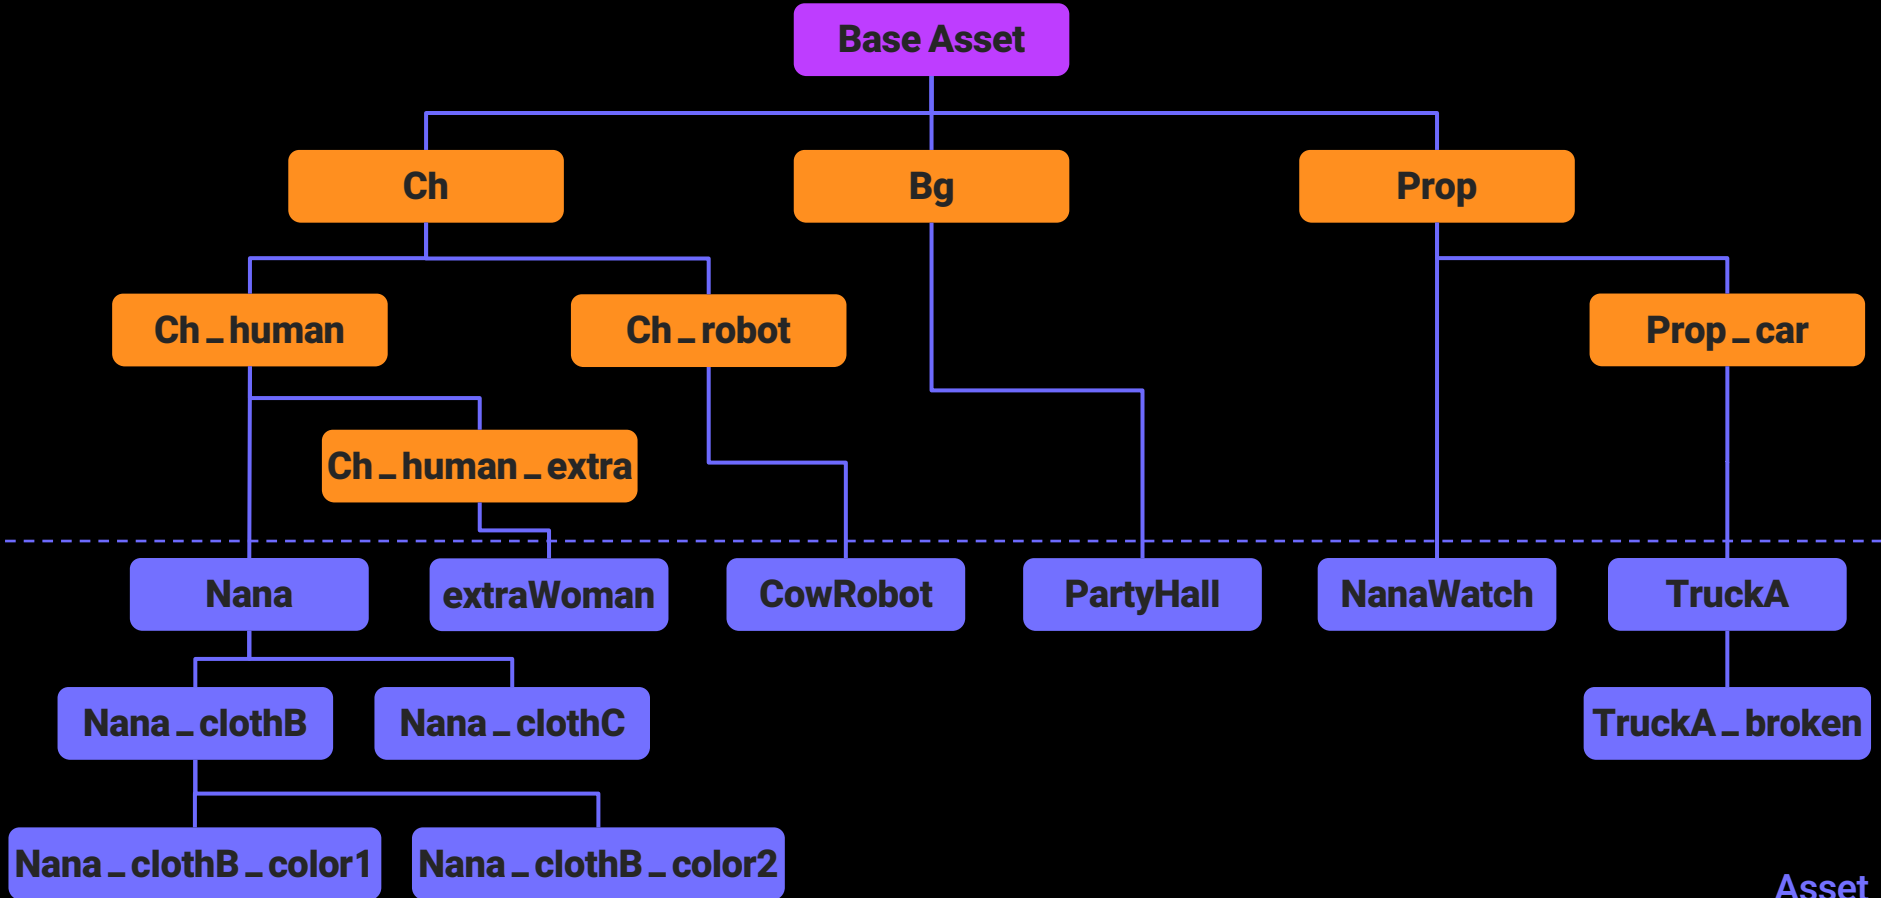 Base Asset
Ch
Bg
Prop
Ch_human
Ch_robot
Prop_car
Ch_human_extra
Nana
extraWoman
CowRobot
PartyHall
NanaWatch
TruckA
Nana_clothB
Nana_clothC
TruckA_broken
Nana_clothB_color1
Nana_clothB_color2
Asset